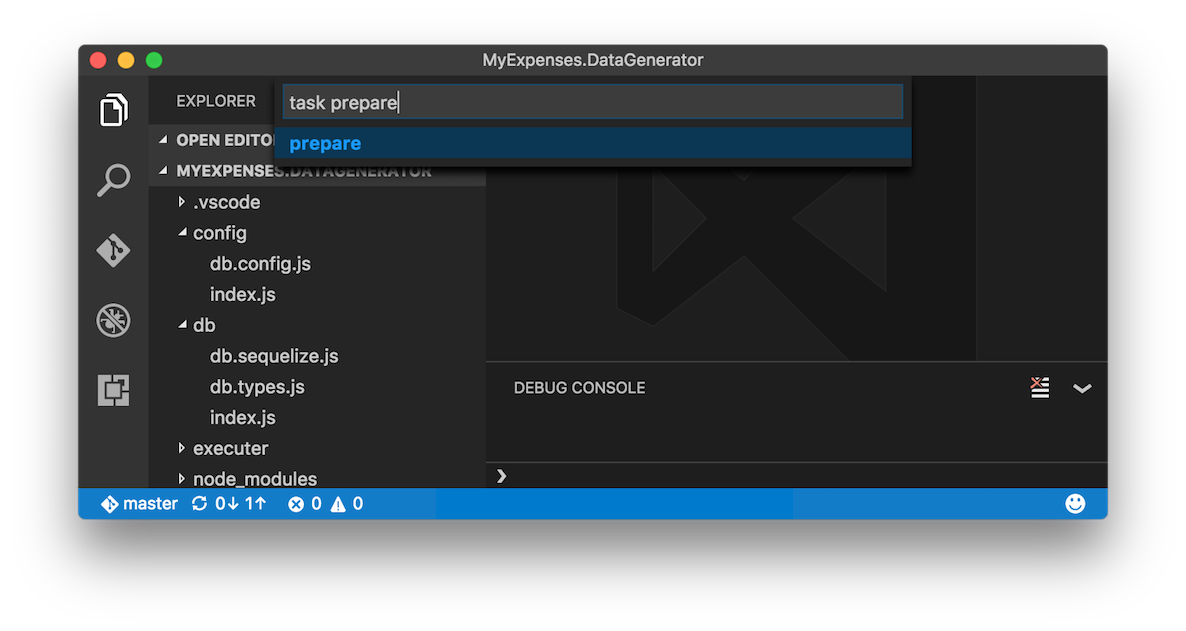 MyExpenses.DataGenerator
EXPLORER
task prepare
prepare
OPEN EDITO
MYEXPENSES.DATAGENERATOR
.vscode
config
db.config.js
index.js
db
db.sequelize.js
db.types.js
index.js
executer
node_modules
DEBUG CONSOLE
master 0↓ 1↑ 0 0